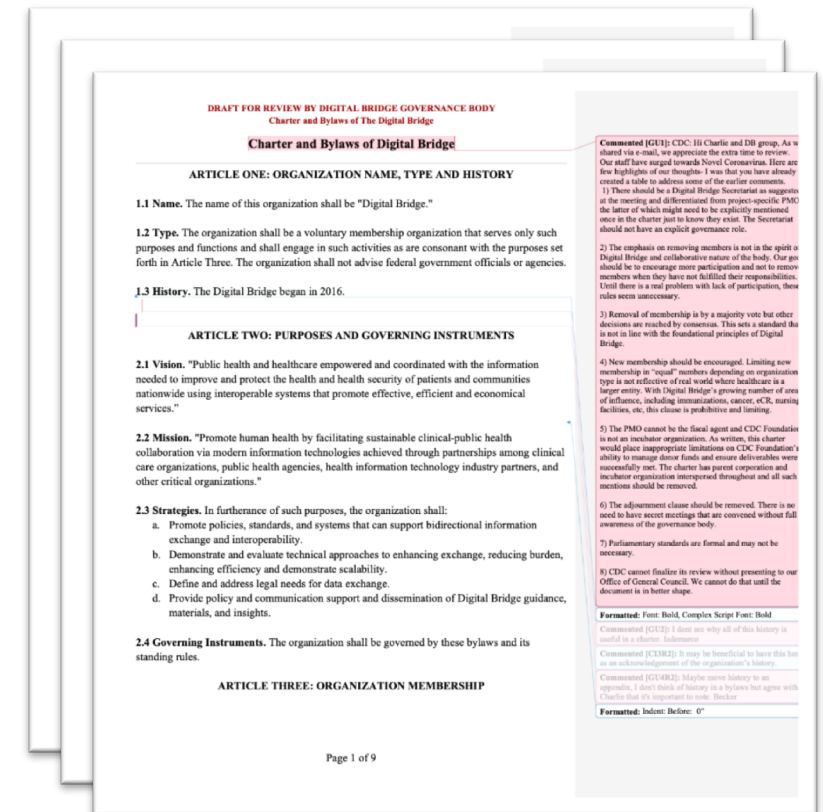 DRAFT FOR REVIEW BY DIGITAL BRIDGE GOVERNANCE BODY
Charter and Bylaws of The Digital Bridge
Charter and Bylaws of Digital Bridge
ARTICLE ONE: ORGANIZATION NAME, TYPE AND HISTORY
1.1 Name. The name of this organization shall be "Digital Bridge."
1.2 Type. The organization shall be a voluntary membership organization that serves only such
purposes and functions and shall engage in such activities as are consonant with the purposes set
forth in Article Three. The organization shall not advise federal government officials or agencies.
1.3 History. The Digital Bridge began in 2016.
ARTICLE TWO: PURPOSES AND GOVERNING INSTRUMENTS
2.1 Vision. "Public health and healthcare empowered and coordinated with the information
needed to improve and protect the health and health security of patients and communities
nationwide using interoperable systems that promote effective, efficient and economical
services."
2.2 Mission. "Promote human health by facilitating sustainable clinical-public health
collaboration via modern information technologies achieved through partnerships among clinical
care organizations, public health agencies, health information technology industry partners, and
other critical organizations."
2.3 Strategies. In furtherance of such purposes, the organization shall:
a. Promote policies, standards, and systems that can support bidirectional information
exchange and interoperability.
b. Demonstrate and evaluate technical approaches to enhancing exchange, reducing burden,
enhancing efficiency and demonstrate scalability.
c. Define and address legal needs for data exchange.
d. Provide policy and communication support and dissemination of Digital Bridge guidance,
materials, and insights.
2.4 Governing Instruments. The organization shall be governed by these bylaws and its
standing rules.
ARTICLE THREE: ORGANIZATION MEMBERSHIP
Page 1 of 9
Commented [GU1]: CDC: Hi Charlie and DB group, As w
shared via e-mail, we appreciate the extra time to review.
Our staff have surged towards Novel Coronavirus. Here are
few highlights of our thoughts- I was that you have already
created a table to address some of the earlier comments.
1) There should be a Digital Bridge Secretariat as suggeste
at the meeting and differentiated from project-specific PMO
the latter of which might need to be explicitly mentioned
once in the charter just to know they exist. The Secretariat
should not have an explicit governance role.
2) The emphasis on removing members is not in the spirit o
Digital Bridge and collaborative nature of the body. Our goa
should be to encourage more participation and not to remov
members when they have not fulfilled their responsibilities.
Until there is a real problem with lack of participation, these
rules seem unnecessary.
3) Removal of membership is by a majority vote but other
decisions are reached by consensus. This sets a standard tha
is not in line with the foundational principles of Digital
Bridge.
4) New membership should be encouraged. Limiting new
membership in "equal" numbers depending on organization
type is not reflective of real world where healthcare is a
larger entity. With Digital Bridge's growing number of area
of influence, including immunizations, cancer, eCR, nursing
facilities, etc, this clause is prohibitive and limiting.
5) The PMO cannot be the fiscal agent and CDC Foundation
is not an incubator organization. As written, this charter
would place inappropriate limitations on CDC Foundation's
ability to manage donor funds and ensure deliverables were
successfully met. The charter has parent corporation and
incubator organization interspersed throughout and all such
mentions should be removed.
6) The adjournment clause should be removed. There is no
need to have secret meetings that are convened without full
awareness of the governance body.
7) Parliamentary standards are formal and may not be
necessary.
8) CDC cannot finalize its review without presenting to our
Office of General Council. We cannot do that until the
document is in better shape.
Formatted: Font: Bold, Complex Script Font: Bold
Commented [GU2]: I dont see why all of this history is
useful in a charter.
Commented [CI3R2]: It may be beneficial to have this her
as an acknowledgement of the organization's history.
Commented [GU4R2]: Maybe move history to an
appendix, I don't think of history in a bylaws but agree with
Charlie that it's important to note. Becker
Formatted: Indent: Before: 0"